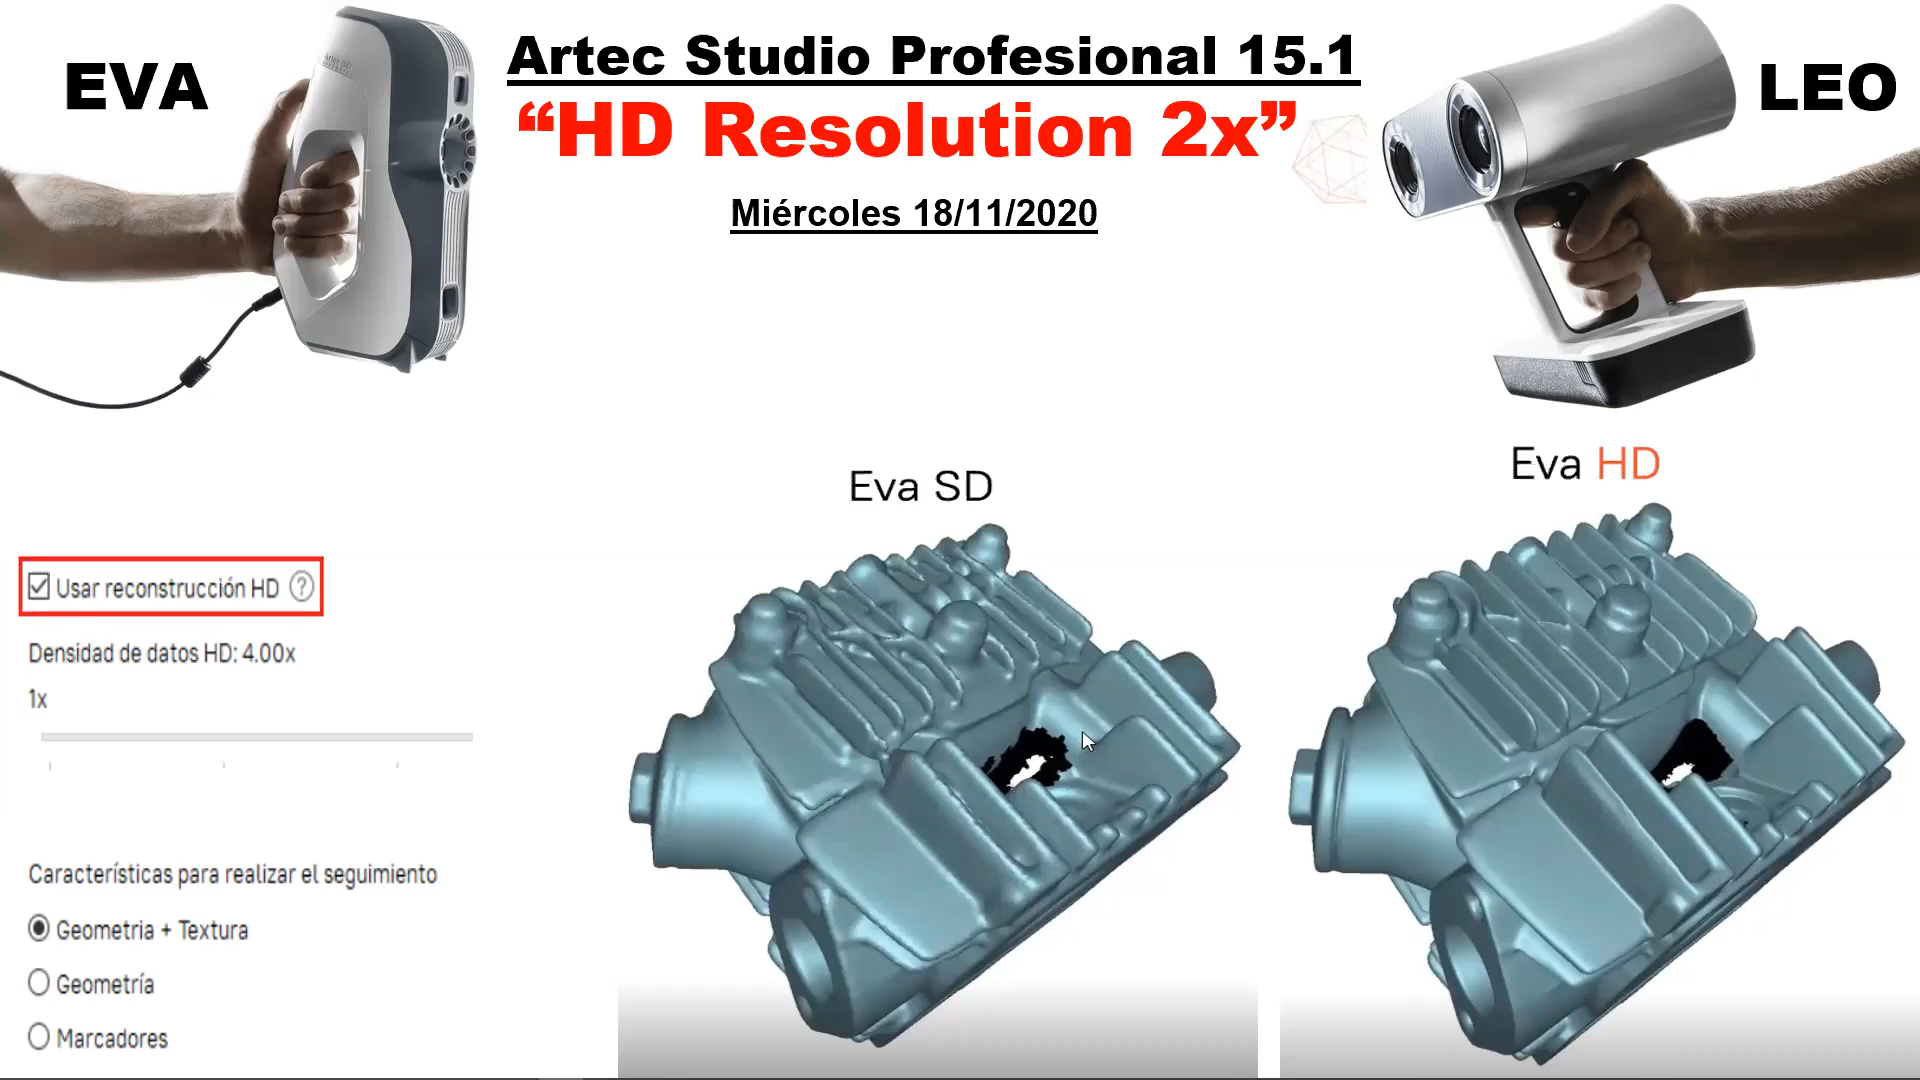 EVA
Artec Studio Profesional 15.1
“HD Resolution 2x”
Miércoles 18/11/2020
LEO
Eva SD
Eva HD
Usar reconstrucción HD ?
Densidad de datos HD: 4.00x
1x
Características para realizar el seguimiento
Geometria + Textura
Geometría
Marcadores